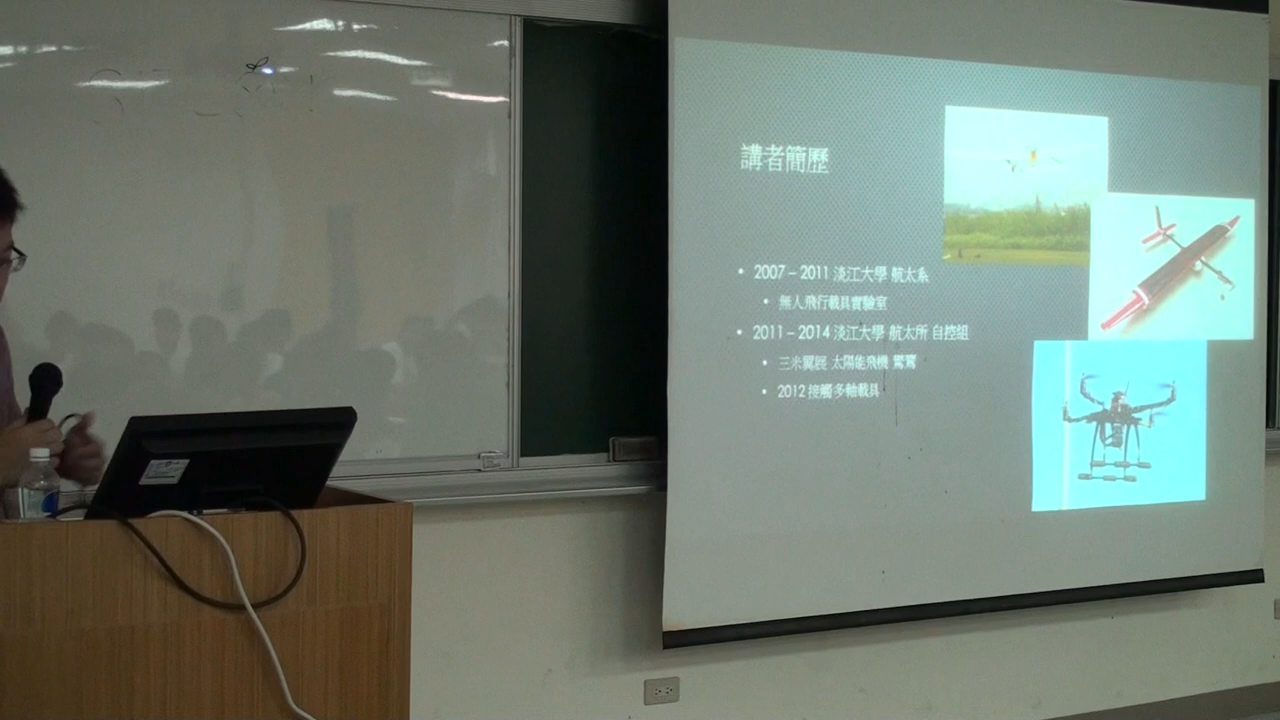 講者簡歷
• 2007 – 2011 淡江大學 航太系
• 無人飛行載具實驗室
• 2011 – 2014 淡江大學 航太所 自控組
• 三米翼展 太陽能飛機 鷺鷥
• 2012 接觸多軸載具